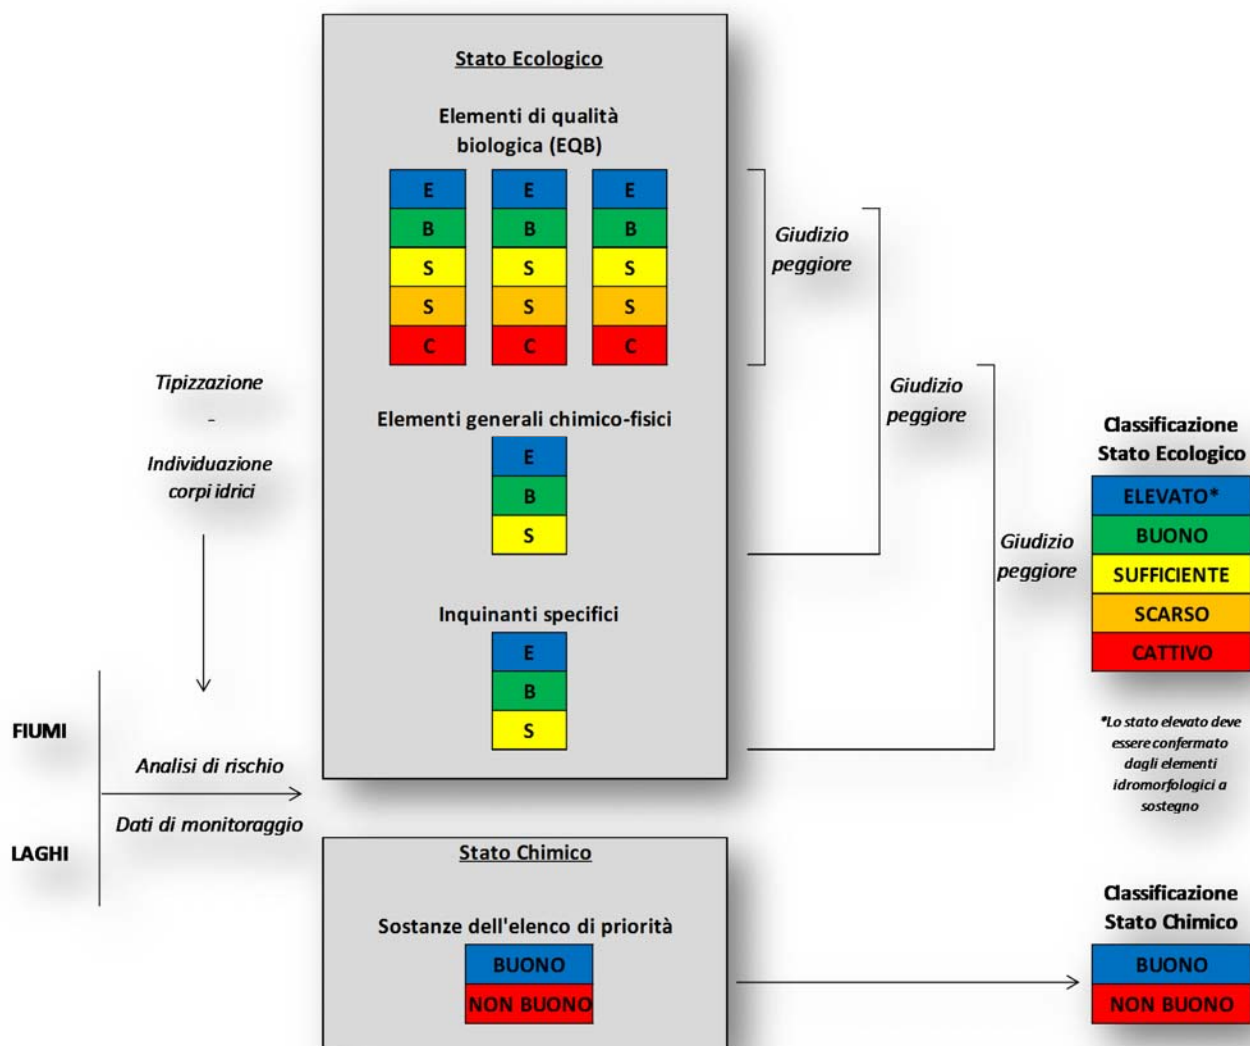 Stato Ecologico
Elementi di qualità
biologica (EQB)
E E E
B B B
S S S
S S S
C C C
Giudizio
peggiore
Elementi generali chimico-fisici
E
B
S
Giudizio
peggiore
Inquinanti specifici
E
B
S
Giudizio
peggiore
Tipizzazione
-
Individuazione
corpi idrici
FIUMI
LAGHI
Analisi di rischio
Dati di monitoraggio
Classificazione
Stato Ecologico
ELEVATO*
BUONO
SUFFICIENTE
SCARSO
CATTIVO
*Lo stato elevato deve
essere confermato
dagli elementi
idromorfologici a
sostegno
Stato Chimico
Sostanze dell'elenco di priorità
BUONO
NON BUONO
Classificazione
Stato Chimico
BUONO
NON BUONO